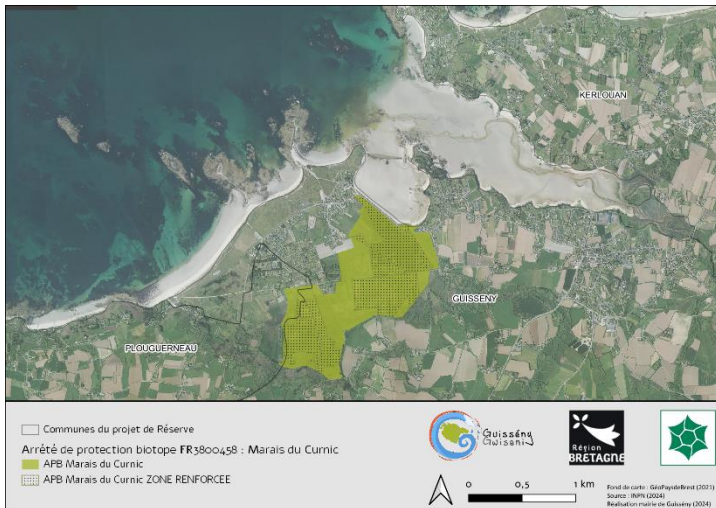 KERLOUAN
GUISSENY
PLOUGUERNEAU
Communes du projet de Réserve
Arrêté de protection biotope FR3800458 : Marais du Curnic
APB Marais du Curnic
APB Marais du Curnic ZONE RENFORCEE
Guissény
Gwiseni
Région
BRETAGNE
0 0,5 1 km
Fond de carte : GéoPaysdeBrest (2021)
Source : INPN (2024)
Réalisation mairie de Guissény (2024)